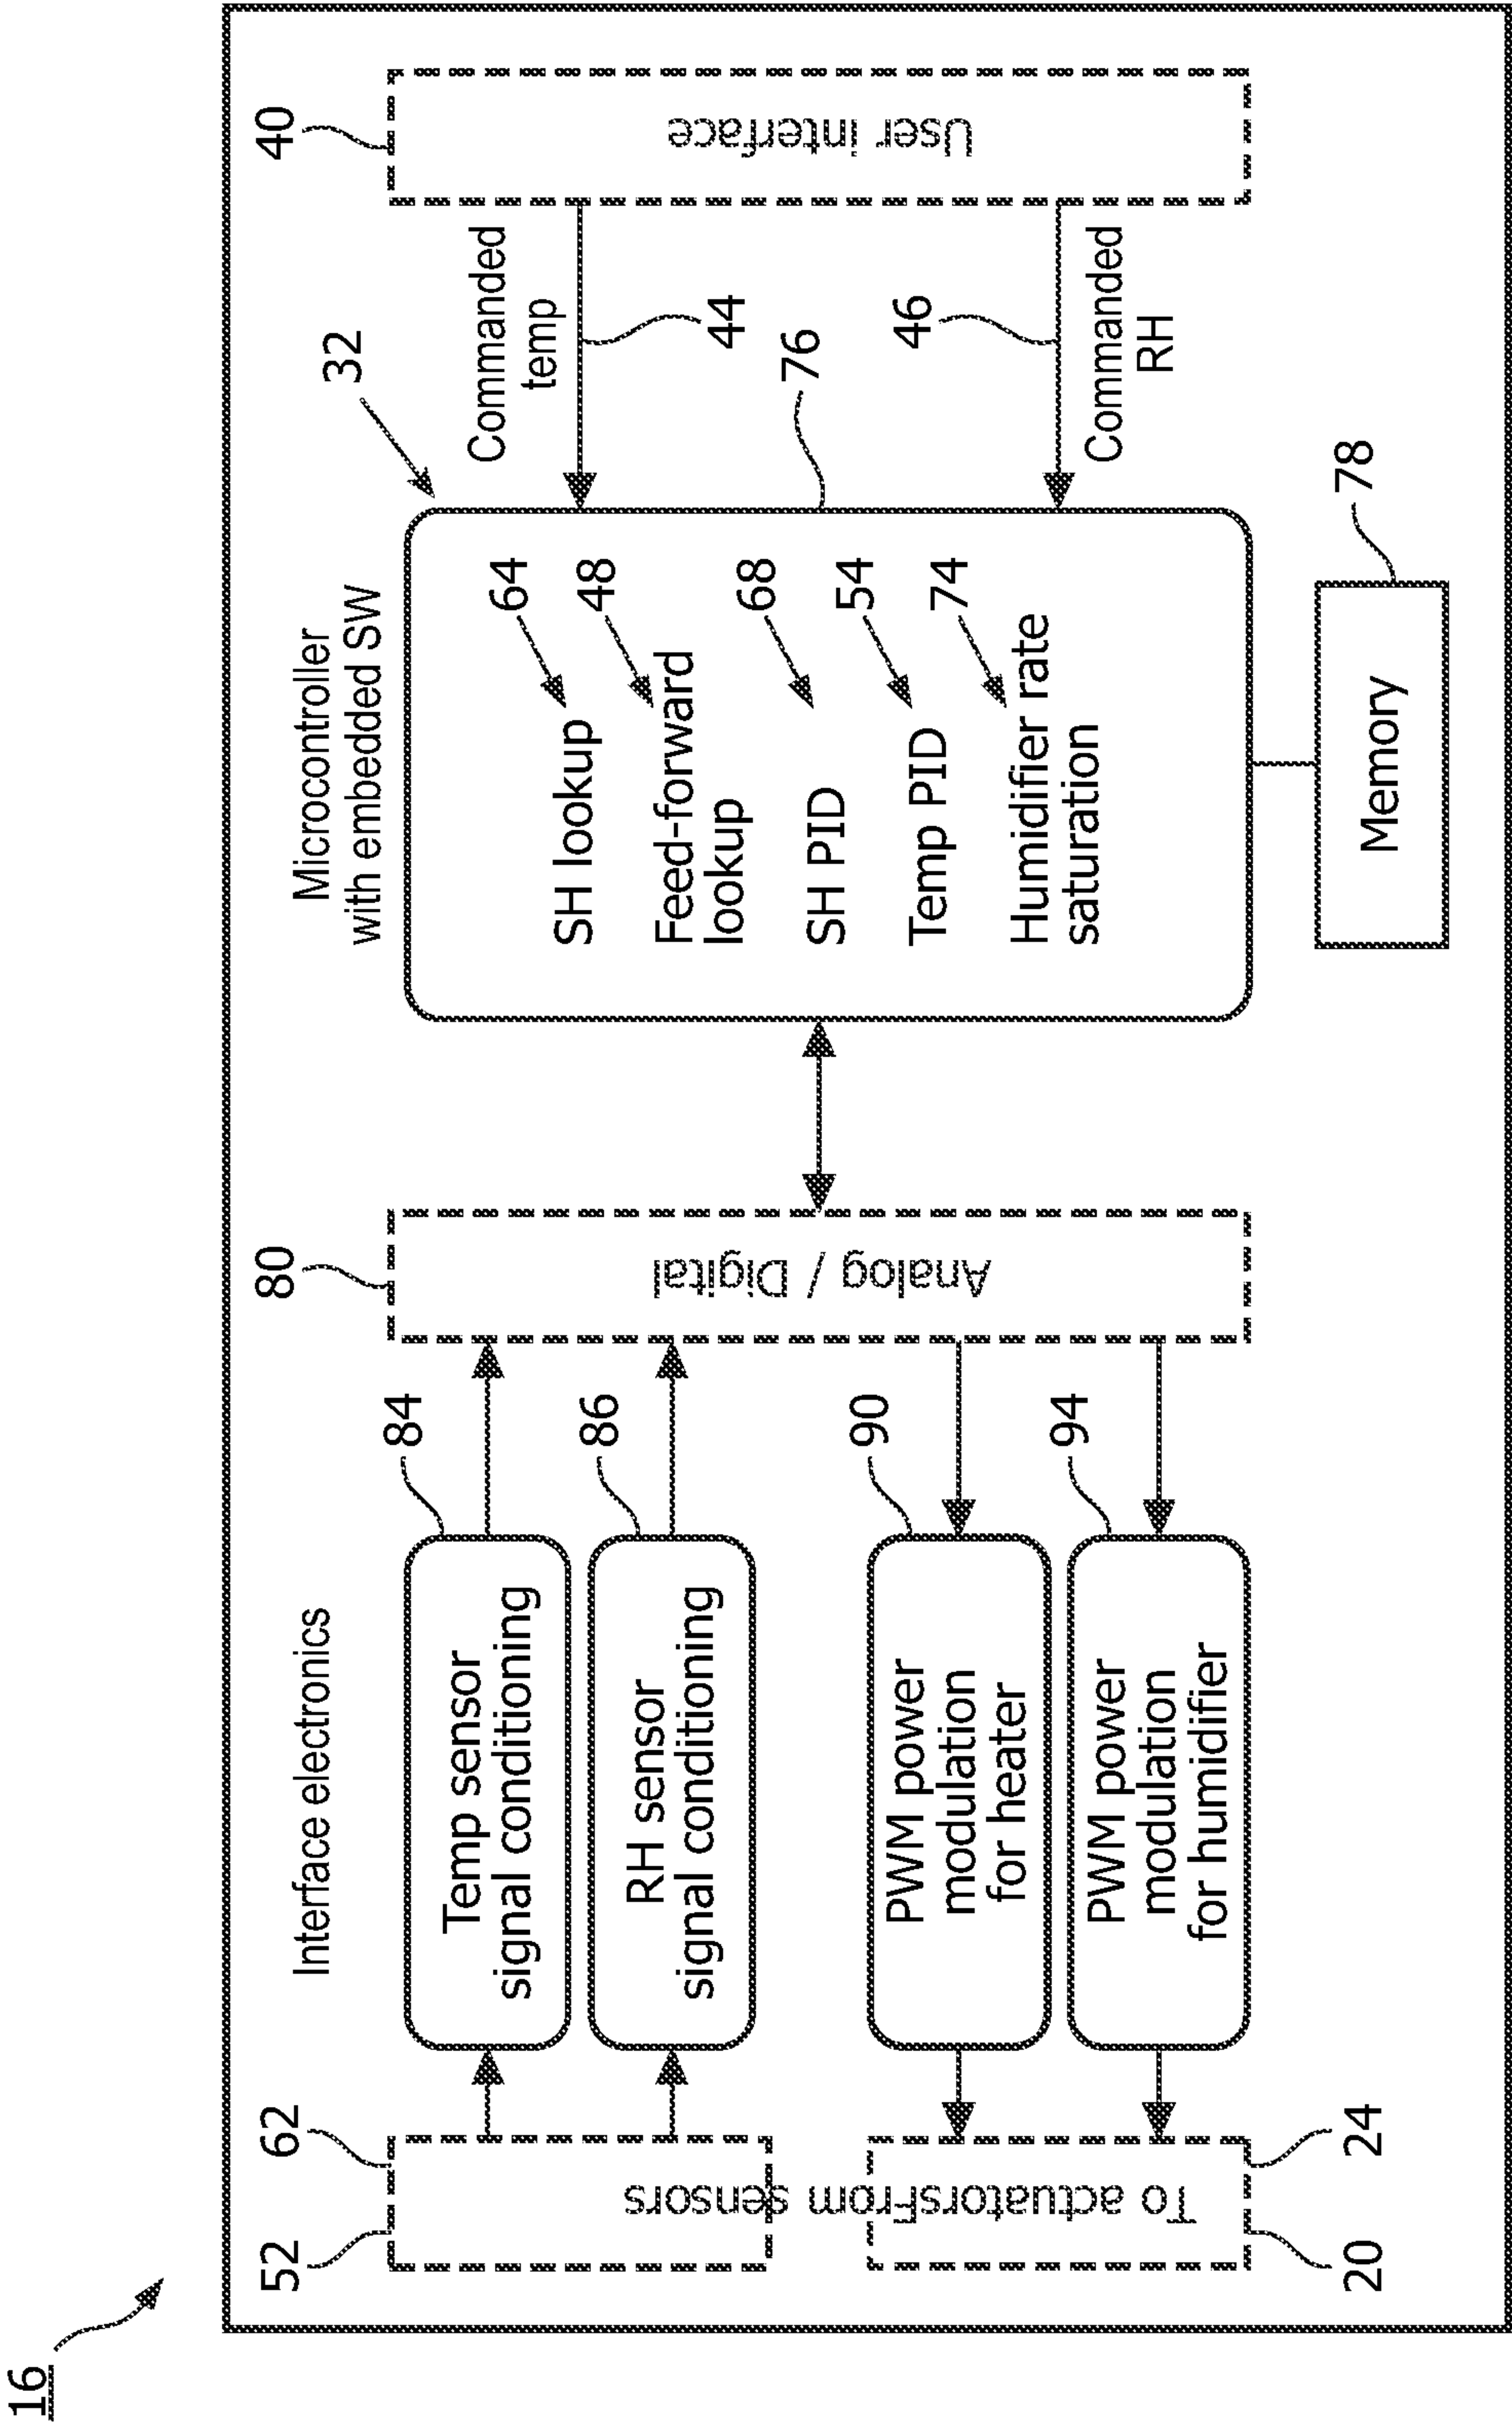 16
52
62
From sensors
To actuators
20
24
Interface electronics
Temp sensor
signal conditioning
84
RH sensor
signal conditioning
86
PWM power
modulation
for heater
90
PWM power
modulation
for humidifier
94
80
Analog / Digital
Microcontroller
with embedded SW
32
SH lookup
64
Feed-forward
lookup
48
SH PID
68
Temp PID
54
Humidifier rate
saturation
74
76
Memory
78
Commanded
temp
44
46
Commanded
RH
40
User interface